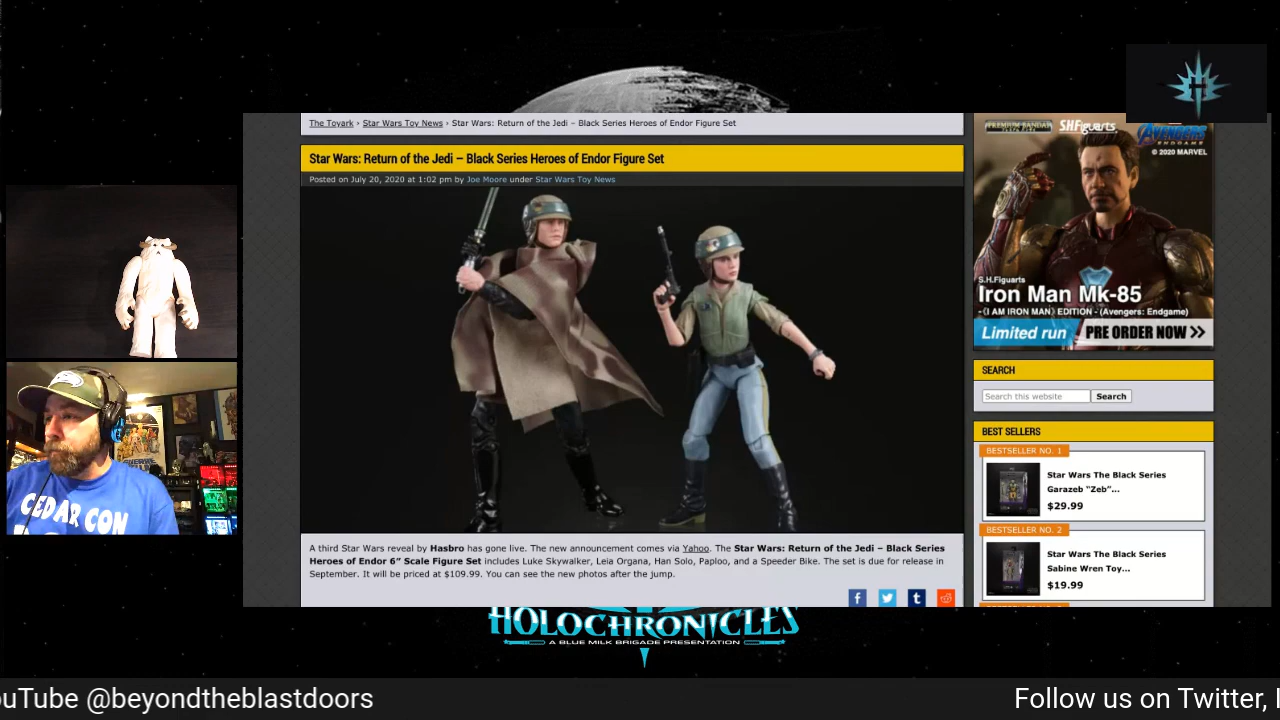 The Toyark › Star Wars Toy News › Star Wars: Return of the Jedi – Black Series Heroes of Endor Figure Set
Star Wars: Return of the Jedi – Black Series Heroes of Endor Figure Set
Posted on July 20, 2020 at 1:02 pm by Joe Moore under Star Wars Toy News
A third Star Wars reveal by Hasbro has gone live. The new announcement comes via Yahoo. The Star Wars: Return of the Jedi – Black Series
Heroes of Endor 6" Scale Figure Set includes Luke Skywalker, Leia Organa, Han Solo, Paploo, and a Speeder Bike. The set is due for release in
September. It will be priced at $109.99. You can see the new photos after the jump.
PREMIUM BANDAI
S.H.Figuarts
AVENGERS
ENDGAME
© 2020 MARVEL
S.H.Figuarts
Iron Man Mk-85
-《I AM IRON MAN》EDITION - (Avengers: Endgame)
Limited run
PRE ORDER NOW >>
SEARCH
Search this website
Search
BEST SELLERS
BESTSELLER NO. 1
Star Wars The Black Series
Garazeb "Zeb"...
$29.99
BESTSELLER NO. 2
Star Wars The Black Series
Sabine Wren Toy...
$19.99
CEDAR CON
HOLOCHRONICLES
A BLUE MILK BRIGADE PRESENTATION
ouTube @beyondtheblastdoors
Follow us on Twitter,